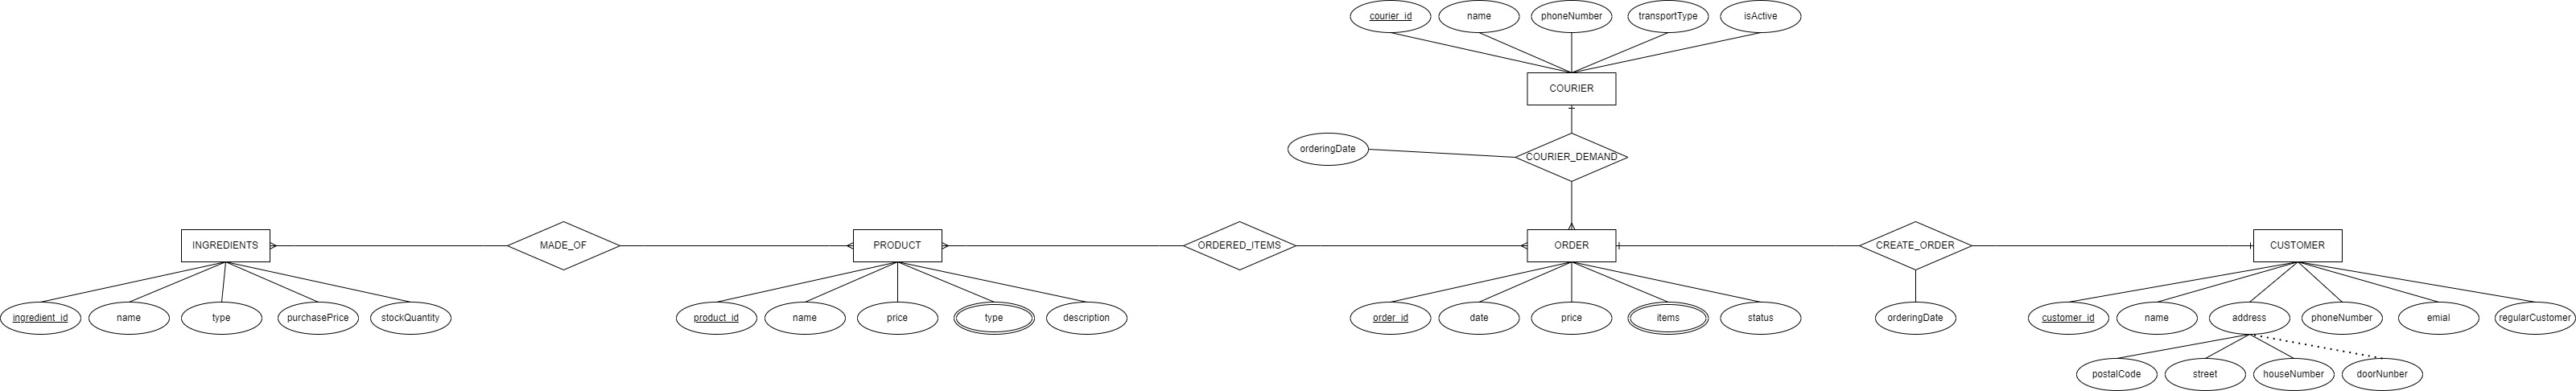 courier_id
name
phoneNumber
transportType
isActive
COURIER
orderingDate
COURIER_DEMAND
INGREDIENTS
MADE_OF
PRODUCT
ORDERED_ITEMS
ORDER
CREATE_ORDER
CUSTOMER
ingredient_id
name
type
purchasePrice
stockQuantity
product_id
name
price
type
description
order_id
date
price
items
status
orderingDate
customer_id
name
address
phoneNumber
emial
regularCustomer
postalCode
street
houseNumber
doorNunber